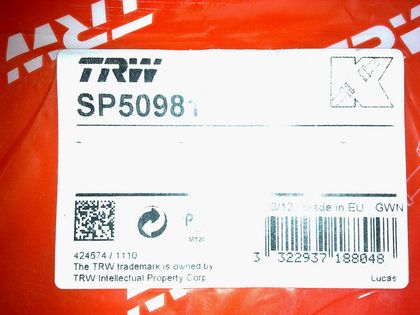 TRW
SP50981
K
made in EU GWN
424674 / 1110
The TRW trademark is owned by
TRW Intellectual Property Corp
3 322937 188048
Lucas